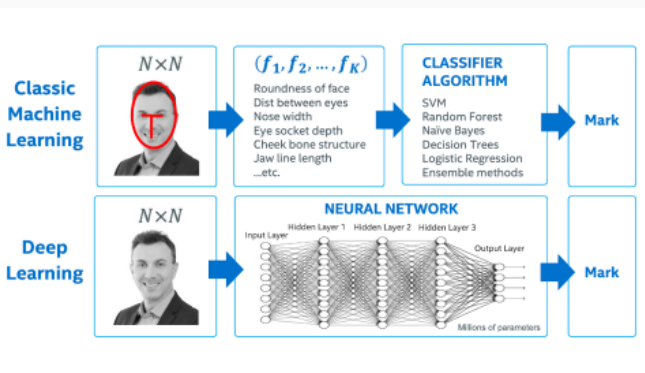 Classic
Machine
Learning
N×N
(f₁, f₂, ... , f_K)
Roundness of face
Dist between eyes
Nose width
Eye socket depth
Cheek bone structure
Jaw line length
...etc.
CLASSIFIER
ALGORITHM
SVM
Random Forest
Naïve Bayes
Decision Trees
Logistic Regression
Ensemble methods
Mark
Deep
Learning
N×N
NEURAL NETWORK
Input Layer
Hidden Layer 1
Hidden Layer 2
Hidden Layer 3
Output Layer
Millions of parameters
Mark